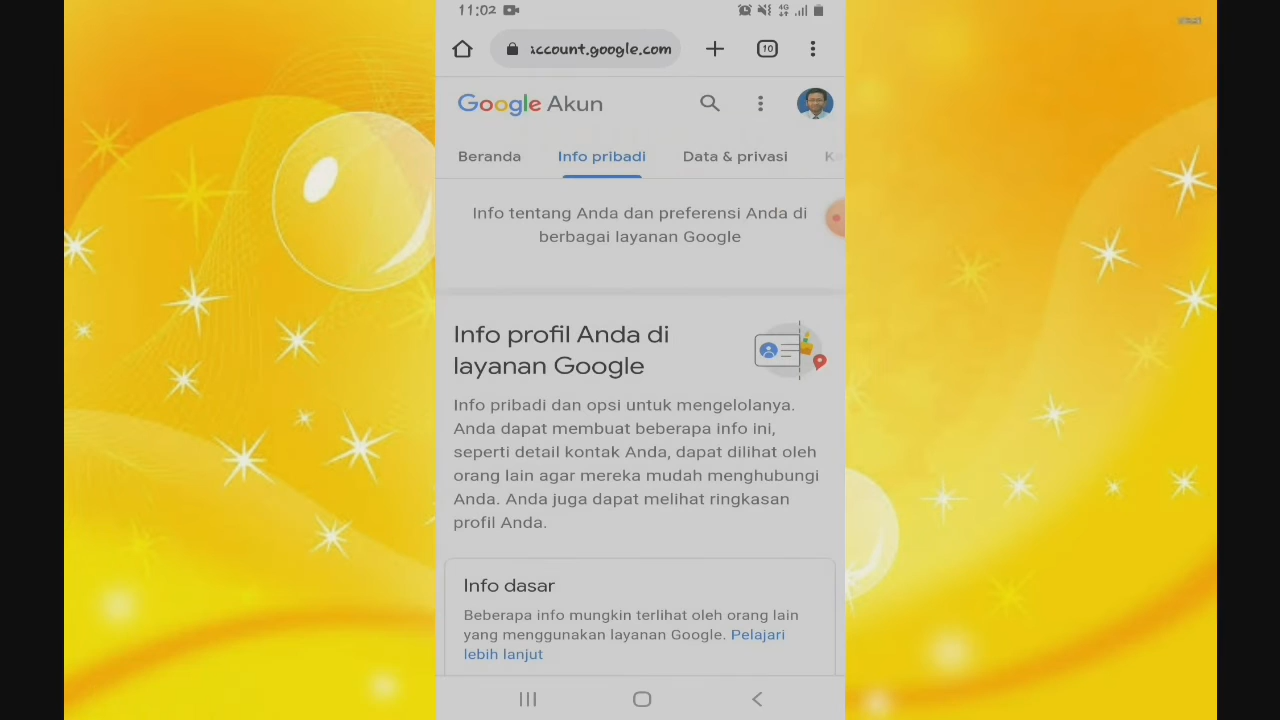 11:02
4G
account.google.com
10
Google Akun
Beranda Info pribadi Data & privasi
Info tentang Anda dan preferensi Anda di
berbagai layanan Google
Info profil Anda di
layanan Google
Info pribadi dan opsi untuk mengelolanya.
Anda dapat membuat beberapa info ini,
seperti detail kontak Anda, dapat dilihat oleh
orang lain agar mereka mudah menghubungi
Anda. Anda juga dapat melihat ringkasan
profil Anda.
Info dasar
Beberapa info mungkin terlihat oleh orang lain
yang menggunakan layanan Google. Pelajari
lebih lanjut